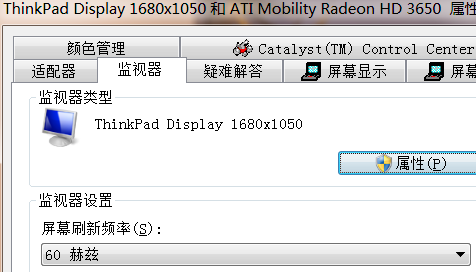 ThinkPad Display 1680x1050 和 ATI Mobility Radeon HD 3650 属性
颜色管理 Catalyst(TM) Control Center
适配器 监视器 疑难解答 屏幕显示 屏幕
监视器类型
ThinkPad Display 1680x1050
属性(P)
监视器设置
屏幕刷新频率(S):
60 赫兹